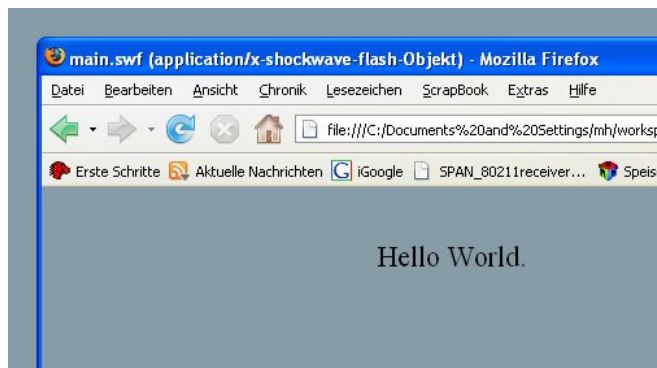 main.swf (application/x-shockwave-flash-Objekt) - Mozilla Firefox
Datei Bearbeiten Ansicht Chronik Lesezeichen ScrapBook Extras Hilfe
file:///C:/Documents%20and%20Settings/mh/worksp
Erste Schritte Aktuelle Nachrichten iGoogle SPAN_80211receiver... Speis
Hello World.